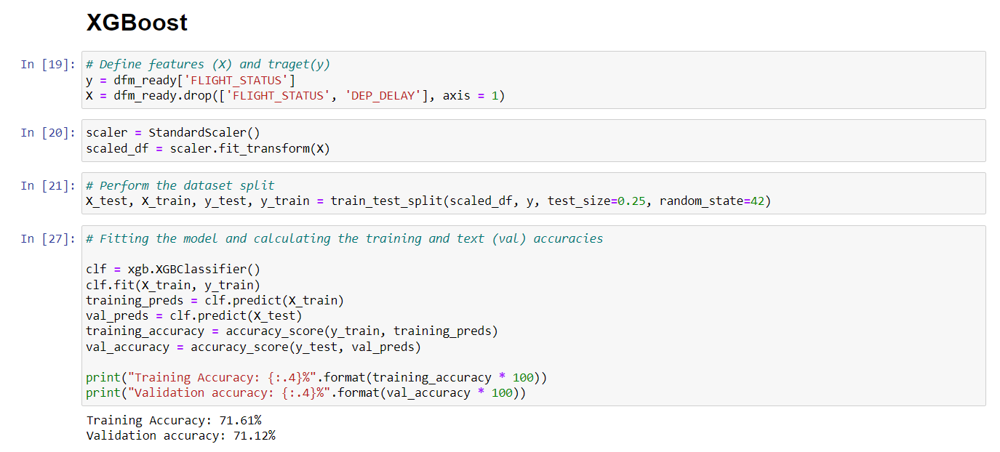 XGBoost
In [19]: # Define features (X) and traget(y)
y = dfm_ready['FLIGHT_STATUS']
X = dfm_ready.drop(['FLIGHT_STATUS', 'DEP_DELAY'], axis = 1)
In [20]: scaler = StandardScaler()
scaled_df = scaler.fit_transform(X)
In [21]: # Perform the dataset split
X_test, X_train, y_test, y_train = train_test_split(scaled_df, y, test_size=0.25, random_state=42)
In [27]: # Fitting the model and calculating the training and text (val) accuracies
clf = xgb.XGBClassifier()
clf.fit(X_train, y_train)
training_preds = clf.predict(X_train)
val_preds = clf.predict(X_test)
training_accuracy = accuracy_score(y_train, training_preds)
val_accuracy = accuracy_score(y_test, val_preds)
print("Training Accuracy: {:.4}%".format(training_accuracy * 100))
print("Validation accuracy: {:.4}%".format(val_accuracy * 100))
Training Accuracy: 71.61%
Validation accuracy: 71.12%